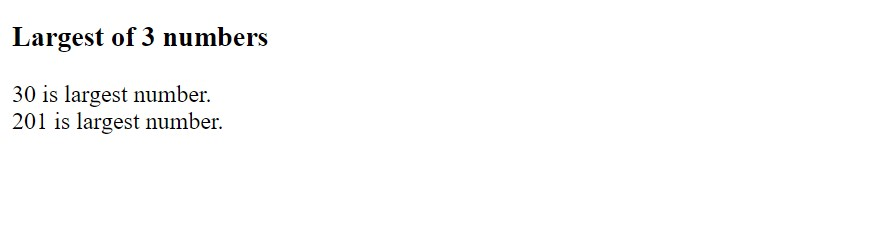 Largest of 3 numbers
30 is largest number.
201 is largest number.